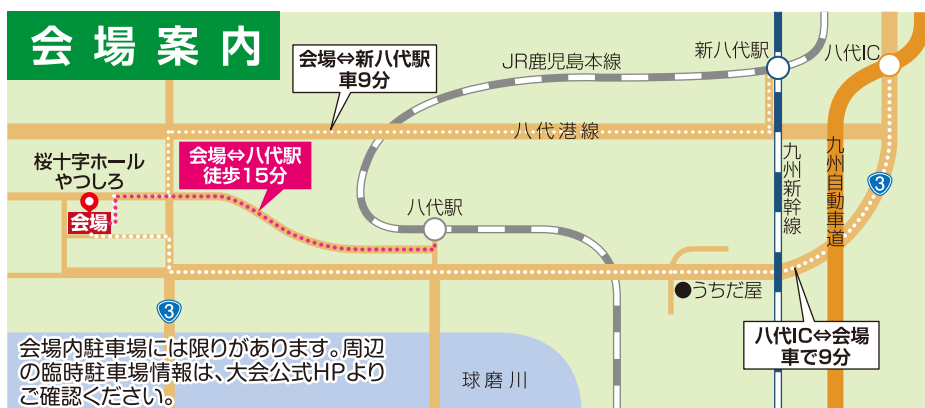 会場案内
会場⇔新八代駅
車9分
JR鹿児島本線
新八代駅
八代IC
八代港線
桜十字ホール
やつしろ
会場
会場⇔八代駅
徒歩15分
八代駅
九州新幹線
九州自動車道
3
うちだ屋
3
八代IC⇔会場
車で9分
会場内駐車場には限りがあります。周辺
の臨時駐車場情報は、大会公式HPより
ご確認ください。
球磨川